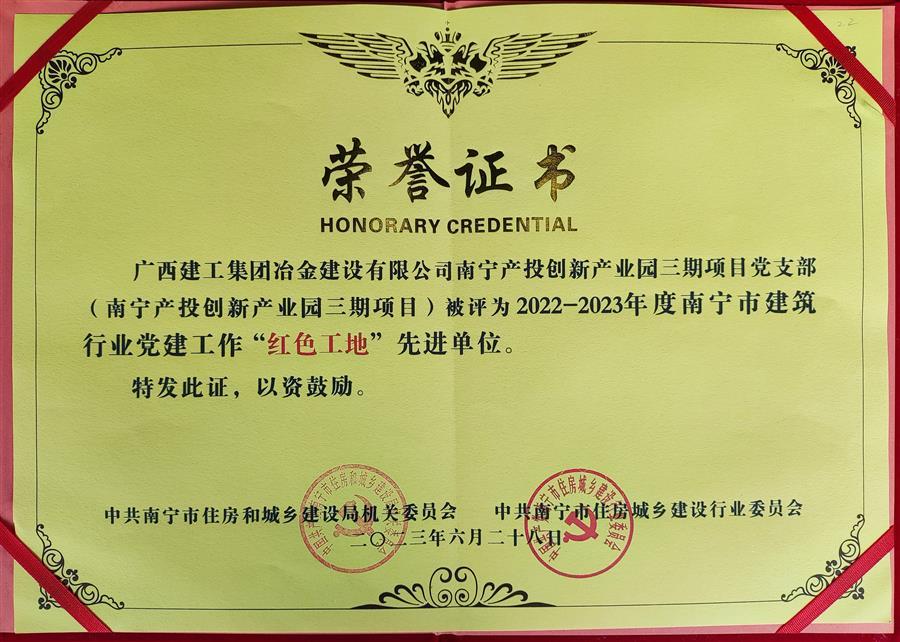 荣誉证书
HONORARY CREDENTIAL
广西建工集团冶金建设有限公司南宁产投创新产业园三期项目党支部
（南宁产投创新产业园三期项目）被评为2022-2023年度南宁市建筑
行业党建工作“红色工地”先进单位。
特发此证，以资鼓励。
中共南宁市住房和城乡建设局机关委员会 中共南宁市住房城乡建设行业委员会
二〇二三年六月二十八日